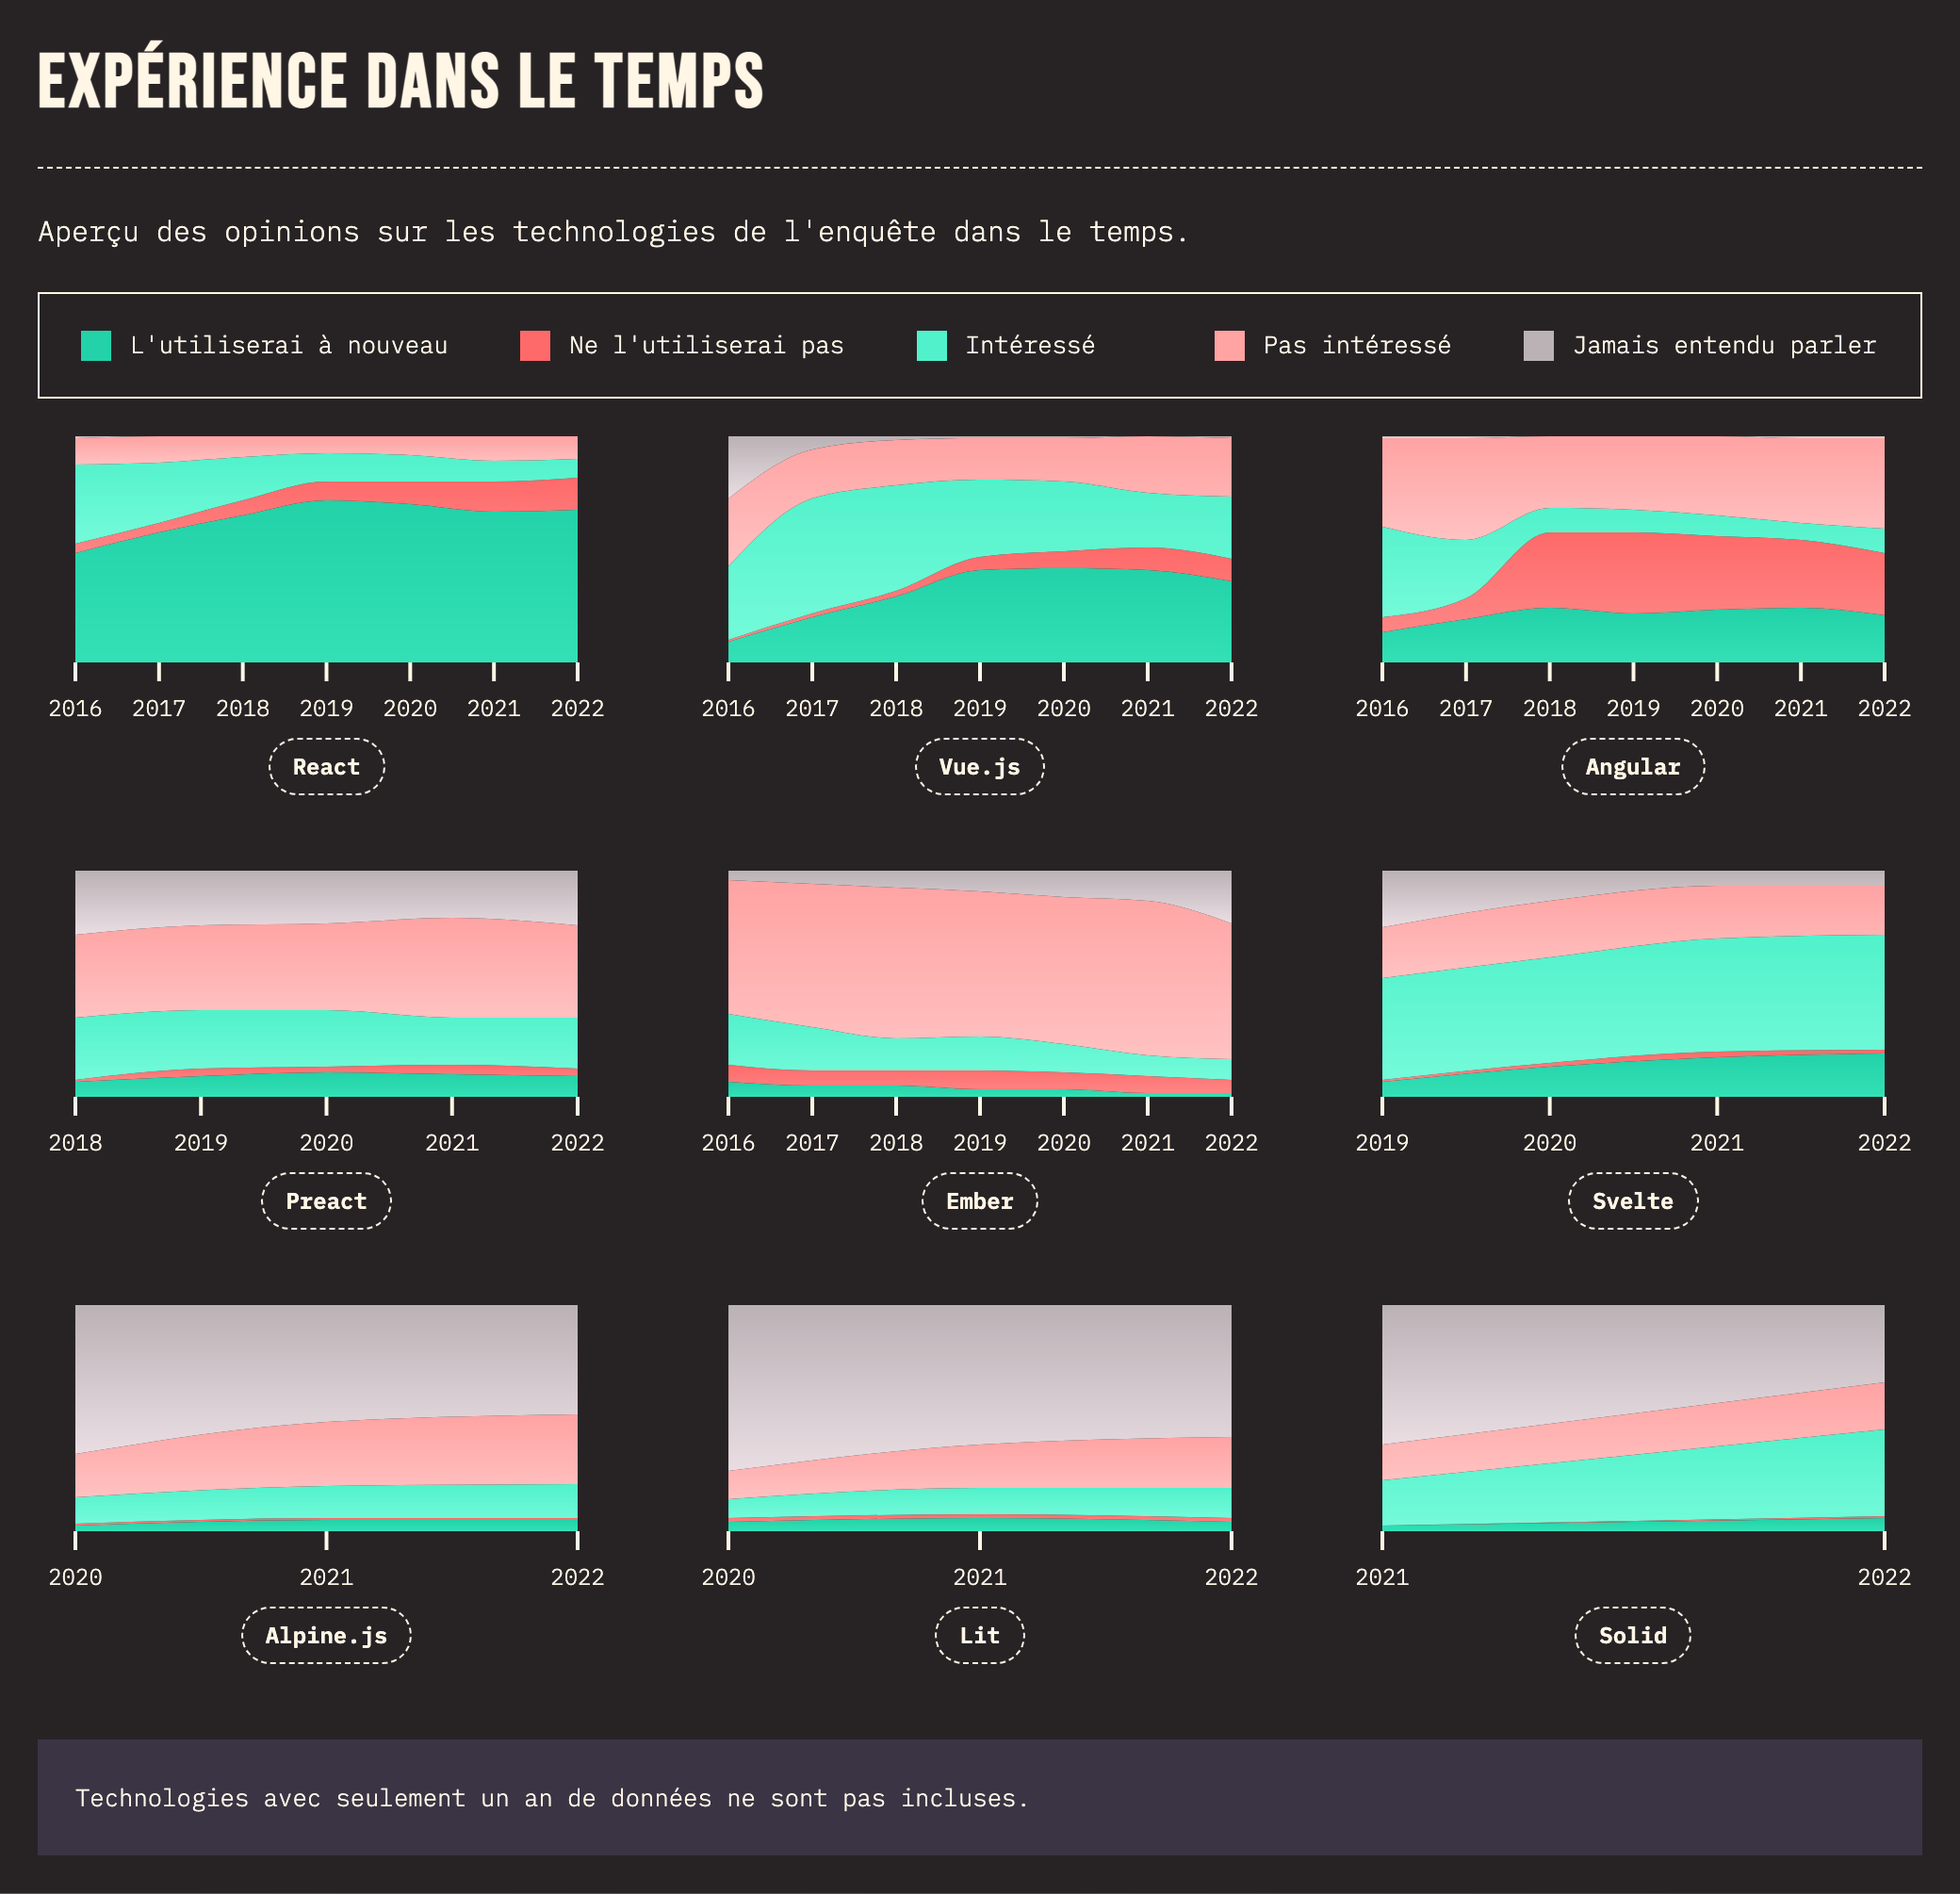 EXPÉRIENCE DANS LE TEMPS
Aperçu des opinions sur les technologies de l'enquête dans le temps.
L'utiliserai à nouveau Ne l'utiliserai pas Intéressé Pas intéressé Jamais entendu parler
2016 2017 2018 2019 2020 2021 2022
React
2016 2017 2018 2019 2020 2021 2022
Vue.js
2016 2017 2018 2019 2020 2021 2022
Angular
2018 2019 2020 2021 2022
Preact
2016 2017 2018 2019 2020 2021 2022
Ember
2019 2020 2021 2022
Svelte
2020 2021 2022
Alpine.js
2020 2021 2022
Lit
2021 2022
Solid
Technologies avec seulement un an de données ne sont pas incluses.